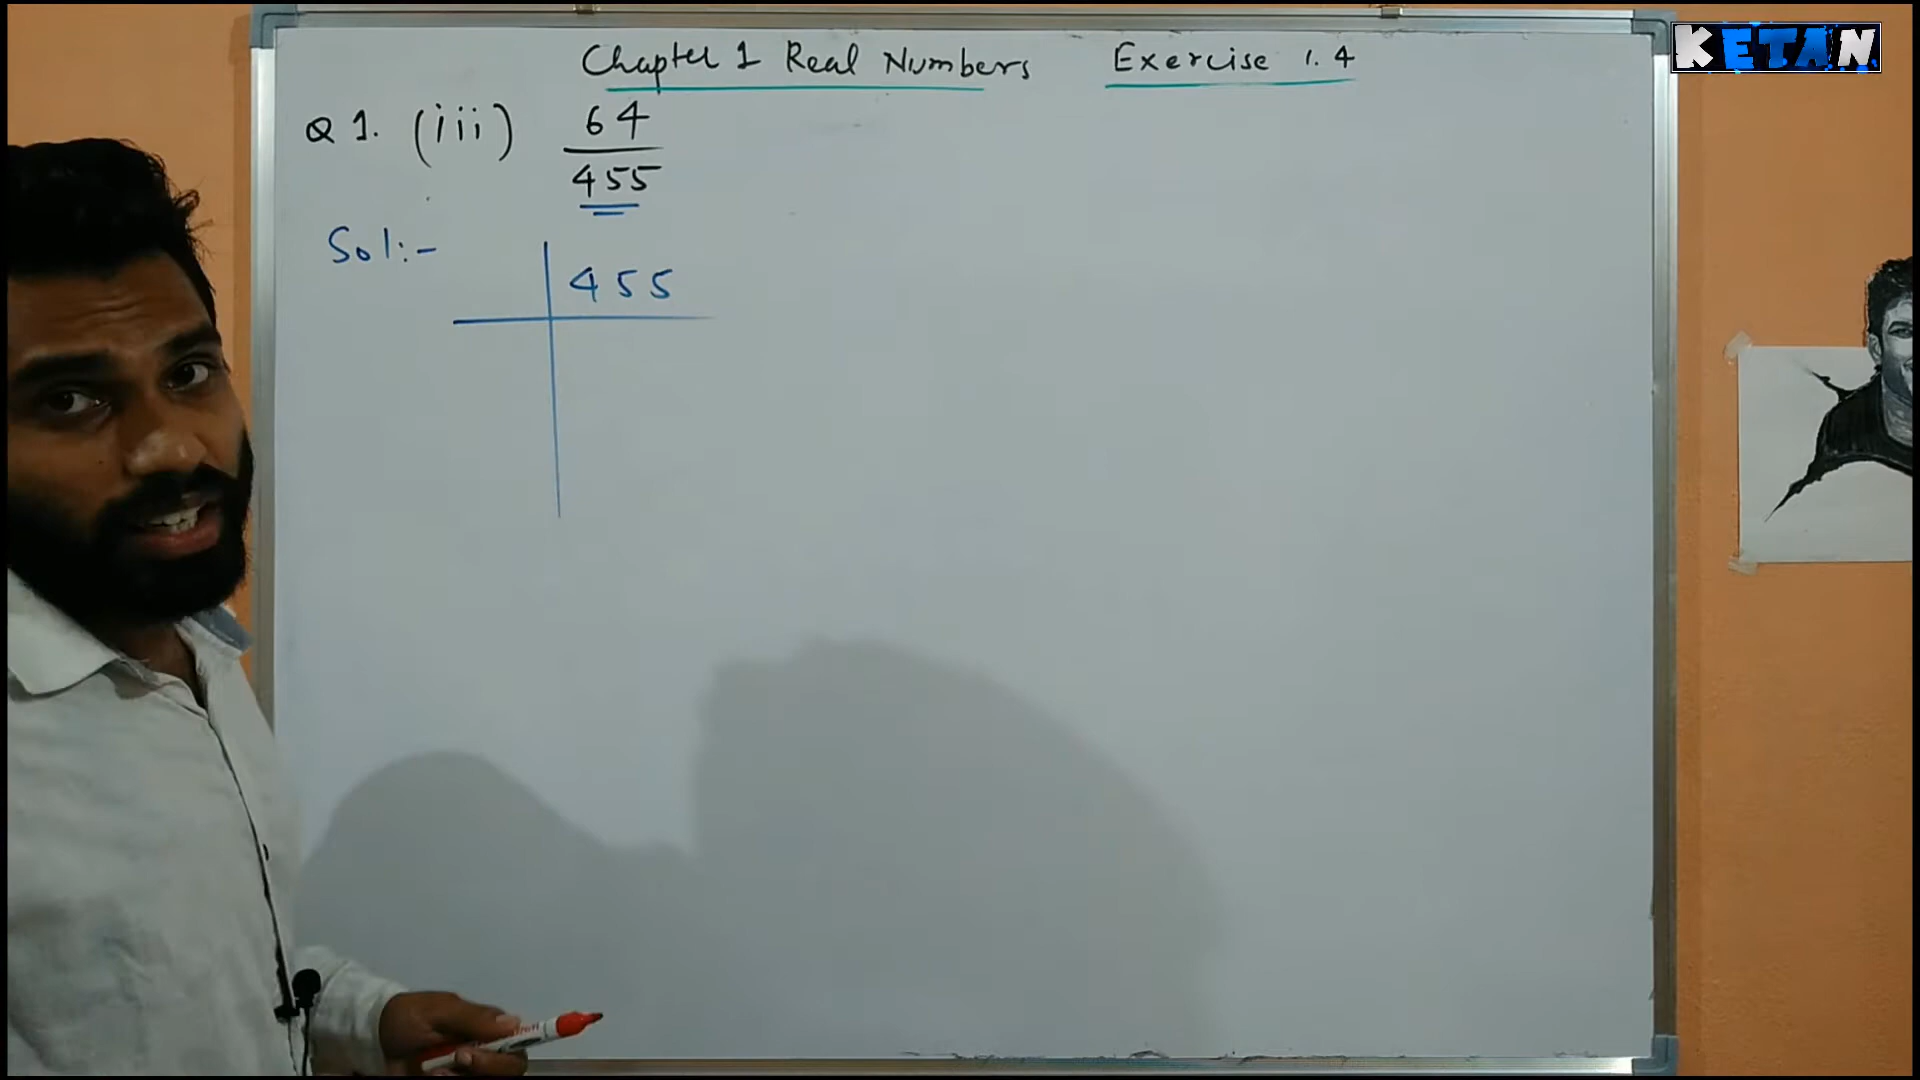 KETAN
Chapter 1 Real Numbers Exercise 1.4
Q 1. (iii) 64
455
Sol:-
455